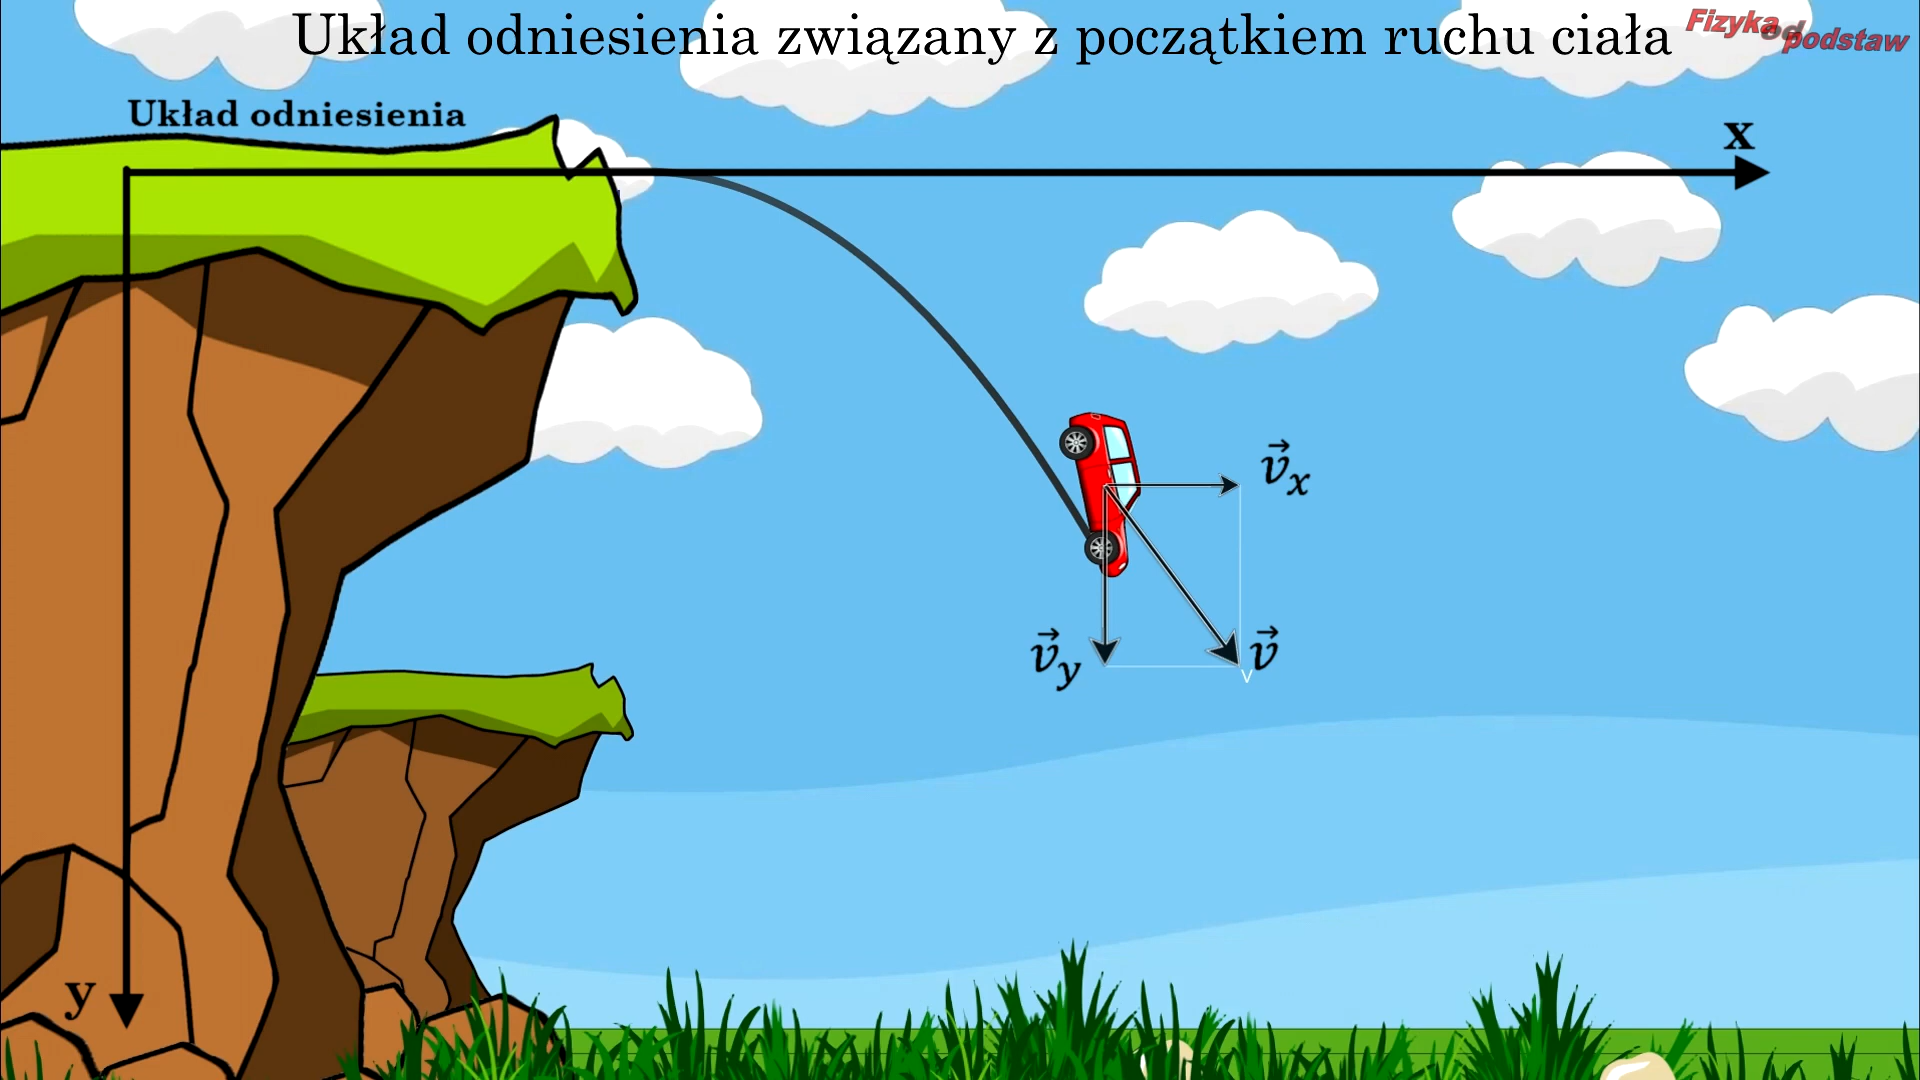 Układ odniesienia związany z początkiem ruchu ciała
Fizyka od podstaw
Układ odniesienia
x
v⃗x
v⃗y
v⃗
v
y